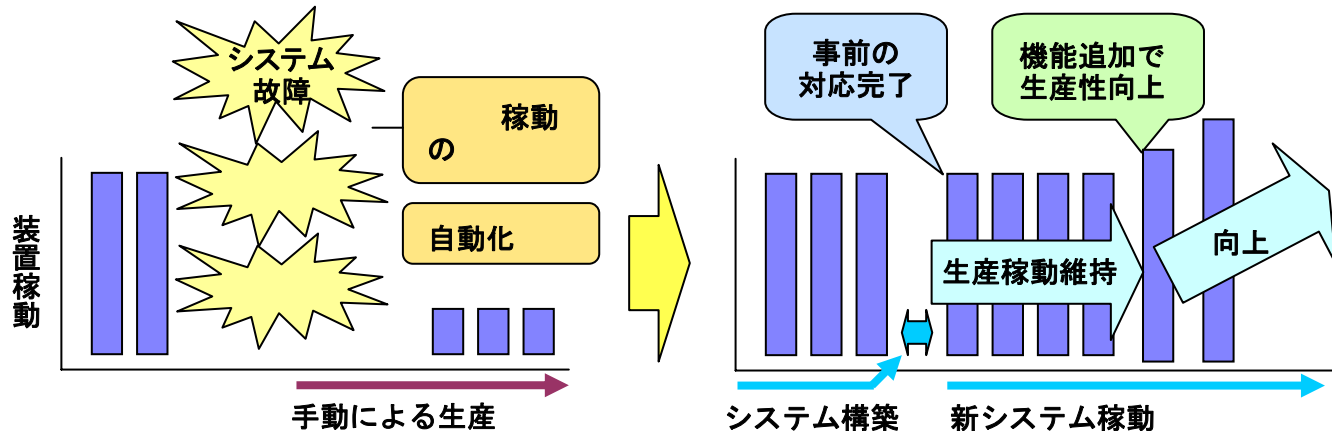 システム
故障
稼動
の
自動化
装置稼動
手動による生産
事前の
対応完了
機能追加で
生産性向上
生産稼動維持
向上
システム構築
新システム稼動